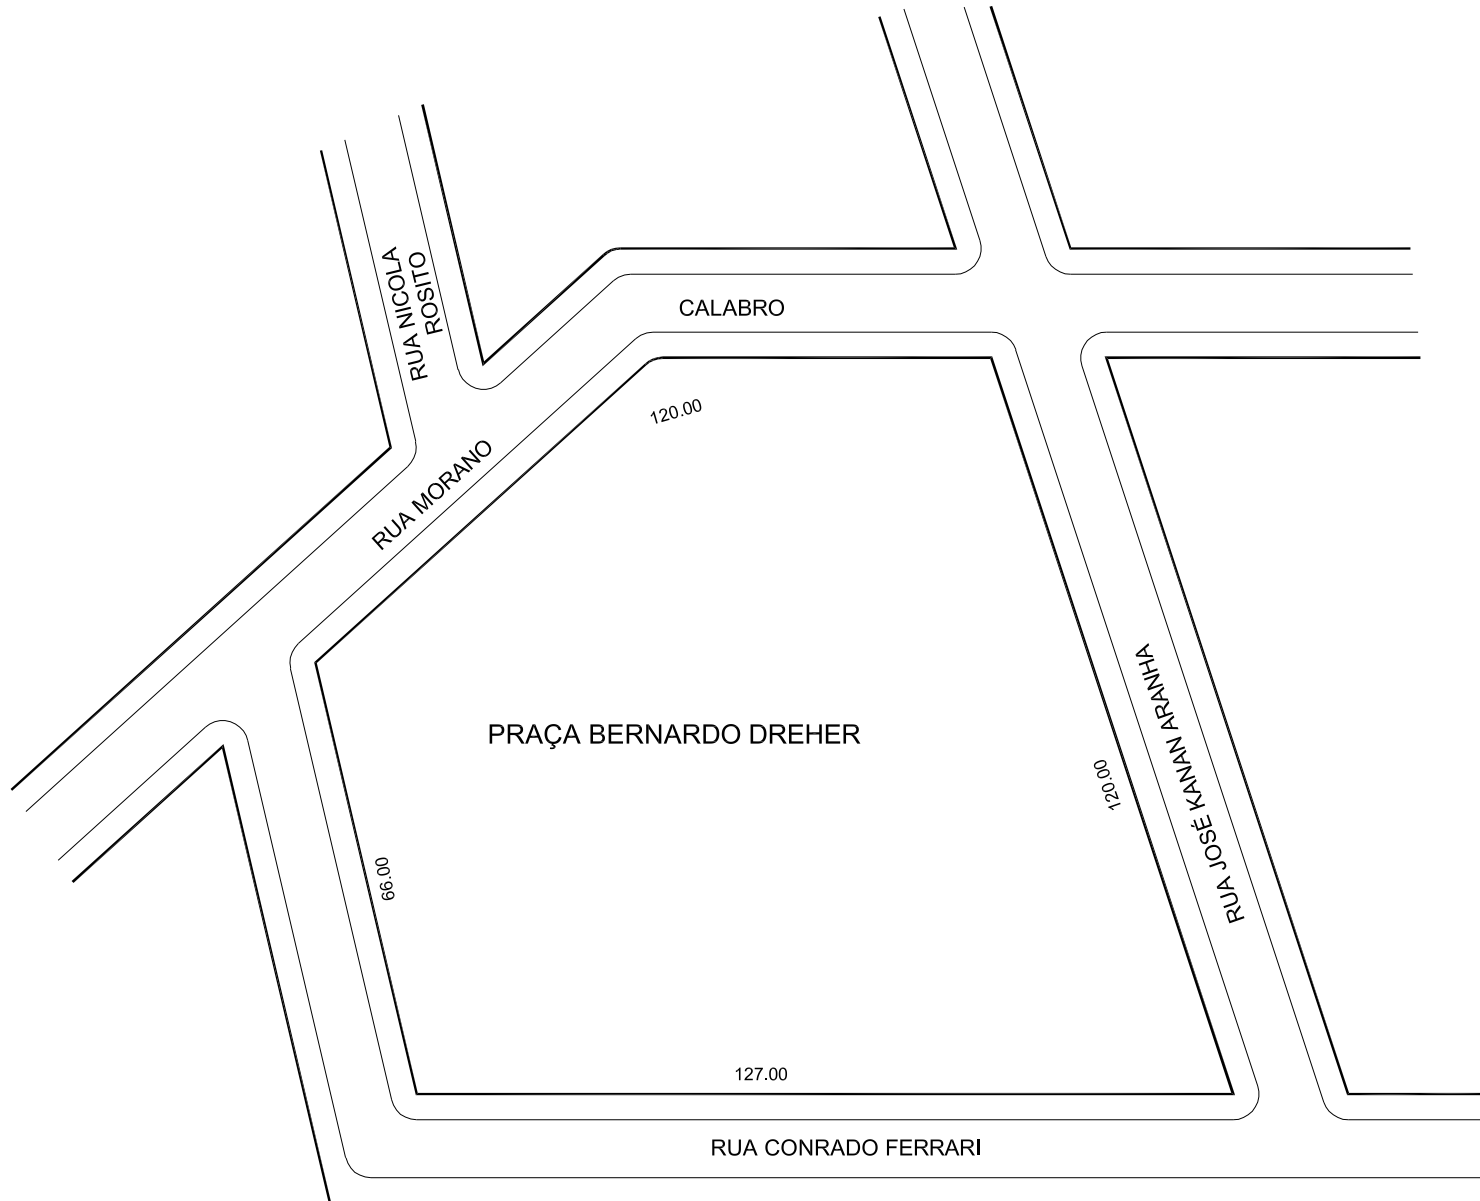 RUA NICOLA
ROSITO
CALABRO
120.00
RUA MORANO
PRAÇA BERNARDO DREHER
120.00
RUA JOSÉ KANAN ARANHA
66.00
127.00
RUA CONRADO FERRARI